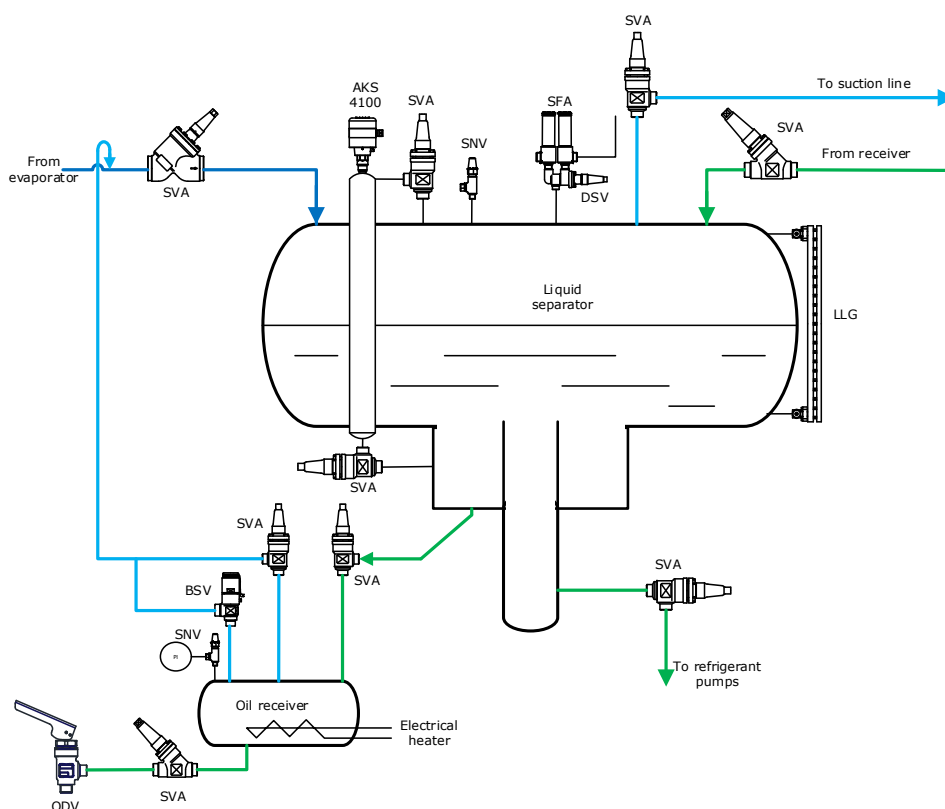 SVA
To suction line
AKS
4100
SVA
SFA
SNV
SVA
From receiver
From
evaporator
SVA
DSV
Liquid
separator
LLG
SVA
SVA
SVA
BSV
SVA
SNV
PI
To refrigerant
pumps
Oil receiver
Electrical
heater
SVA
ODV